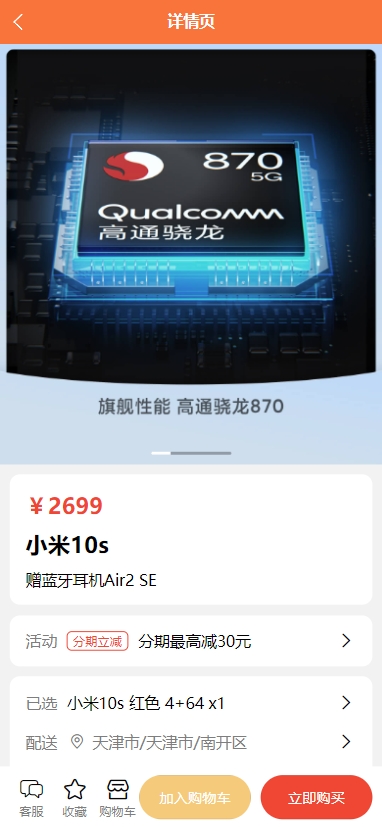 详情页
870
5G
Qualcomm
高通骁龙
旗舰性能 高通骁龙870
￥2699
小米10s
赠蓝牙耳机Air2 SE
活动 分期立减 分期最高减30元
已选 小米10s 红色 4+64 x1
配送 天津市/天津市/南开区
客服 收藏 购物车 加入购物车 立即购买